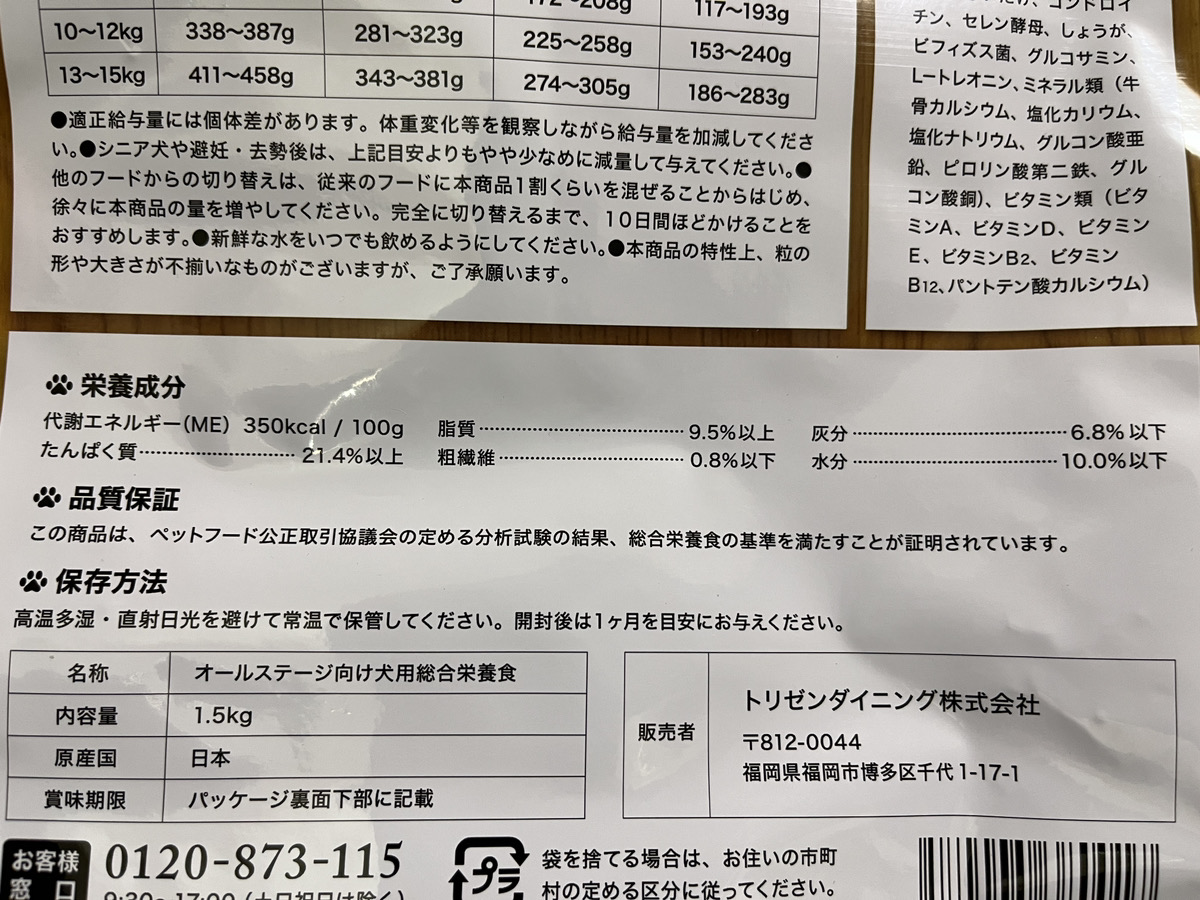 172〜208g 117〜193g
10〜12kg 338〜387g 281〜323g 225〜258g 153〜240g
13〜15kg 411〜458g 343〜381g 274〜305g 186〜283g
●適正給与量には個体差があります。体重変化等を観察しながら給与量を加減してくださ
い。●シニア犬や避妊・去勢後は、上記目安よりもやや少なめに減量して与えてください。●
他のフードからの切り替えは、従来のフードに本商品1割くらいを混ぜることからはじめ、
徐々に本商品の量を増やしてください。完全に切り替えるまで、10日間ほどかけることを
おすすめします。●新鮮な水をいつでも飲めるようにしてください。●本商品の特性上、粒の
形や大きさが不揃いなものがございますが、ご了承願います。
コンドロイ
チン、セレン酵母、しょうが、
ビフィズス菌、グルコサミン、
L-トレオニン、ミネラル類（牛
骨カルシウム、塩化カリウム、
塩化ナトリウム、グルコン酸亜
鉛、ピロリン酸第二鉄、グル
コン酸銅）、ビタミン類（ビタ
ミンA、ビタミンD、ビタミン
E、ビタミンB2、ビタミン
B12、パントテン酸カルシウム）
栄養成分
代謝エネルギー(ME) 350kcal / 100g 脂質 9.5%以上 灰分 6.8%以下
たんぱく質 21.4%以上 粗繊維 0.8%以下 水分 10.0%以下
品質保証
この商品は、ペットフード公正取引協議会の定める分析試験の結果、総合栄養食の基準を満たすことが証明されています。
保存方法
高温多湿・直射日光を避けて常温で保管してください。開封後は1ヶ月を目安にお与えください。
名称 オールステージ向け犬用総合栄養食
内容量 1.5kg
原産国 日本
賞味期限 パッケージ裏面下部に記載
販売者
トリゼンダイニング株式会社
〒812-0044
福岡県福岡市博多区千代1-17-1
お客様
窓口
0120-873-115
9:30〜17:00 (土日祝日は除く)
プラ
袋を捨てる場合は、お住いの市町
村の定める区分に従ってください。